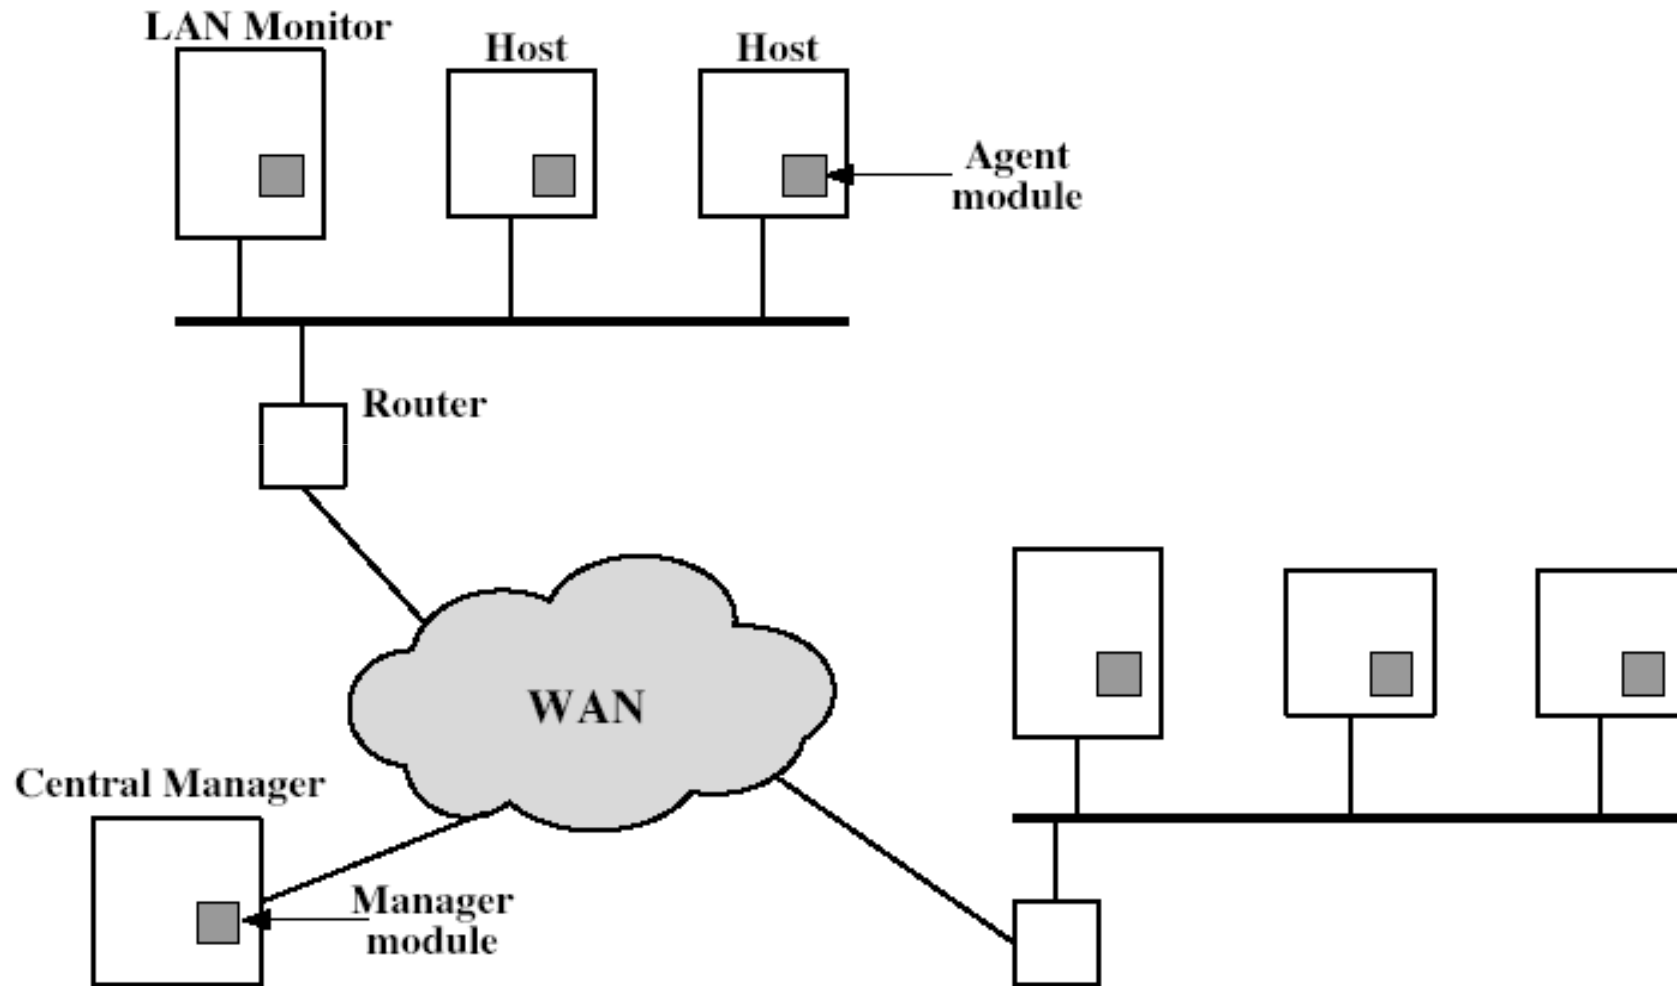 LAN Monitor
Host
Host
Agent
module
Router
WAN
Central Manager
Manager
module